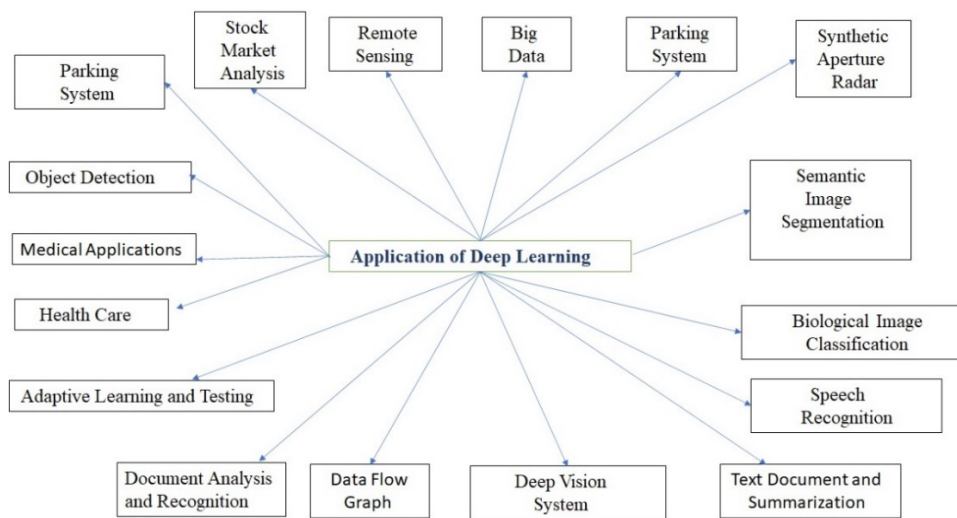 Stock
Market
Analysis
Remote
Sensing
Big
Data
Parking
System
Synthetic
Aperture
Radar
Parking
System
Object Detection
Semantic
Image
Segmentation
Medical Applications
Application of Deep Learning
Health Care
Biological Image
Classification
Adaptive Learning and Testing
Speech
Recognition
Document Analysis
and Recognition
Data Flow
Graph
Deep Vision
System
Text Document and
Summarization